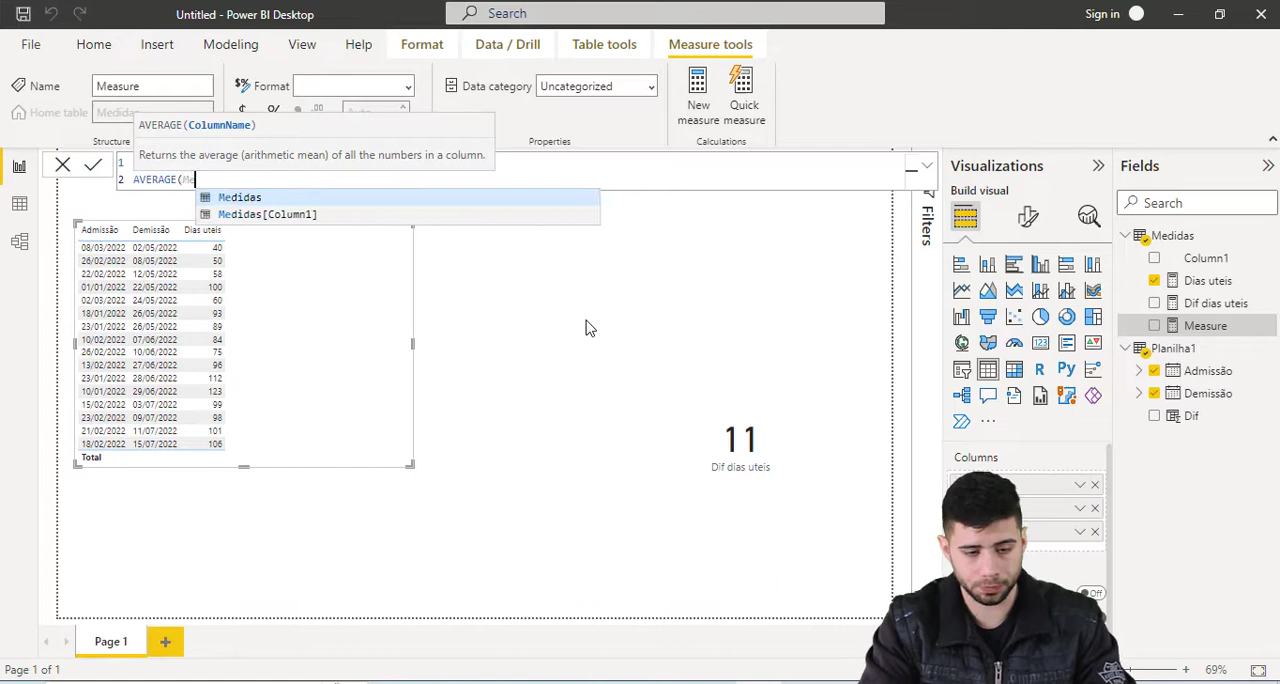 Untitled - Power BI Desktop
Search
Sign in
File
Home
Insert
Modeling
View
Help
Format
Data / Drill
Table tools
Measure tools
Name
Measure
Format
Data category
Uncategorized
New measure
Quick measure
Home table
Medidas
$
%
Auto
Structure
Properties
Calculations
AVERAGE(ColumnName)
Returns the average (arithmetic mean) of all the numbers in a column.
1
2 AVERAGE(Me
Medidas
Medidas[Column1]
Admissão Demissão Dias uteis
08/03/2022 02/05/2022 40
26/02/2022 08/05/2022 50
22/02/2022 12/05/2022 58
01/01/2022 22/05/2022 100
02/03/2022 24/05/2022 60
18/01/2022 26/05/2022 93
23/01/2022 26/05/2022 89
10/02/2022 07/06/2022 84
26/02/2022 10/06/2022 75
13/02/2022 27/06/2022 96
23/01/2022 28/06/2022 112
10/01/2022 29/06/2022 123
15/02/2022 03/07/2022 99
23/02/2022 09/07/2022 98
21/02/2022 11/07/2022 101
18/02/2022 15/07/2022 106
Total
11
Dif dias uteis
Filters
Visualizations
Build visual
123
R
Py
Columns
Off
Fields
Search
Medidas
Column1
Dias uteis
Dif dias uteis
Measure
Planilha1
Admissão
Demissão
Dif
Page 1
Page 1 of 1
69%